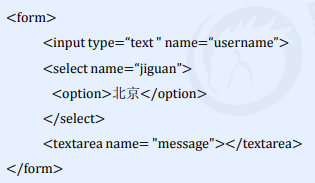 <form>
<input type=“text " name=“username”>
<select name=“jiguan”>
<option>北京</option>
</select>
<textarea name= "message"></textarea>
</form>